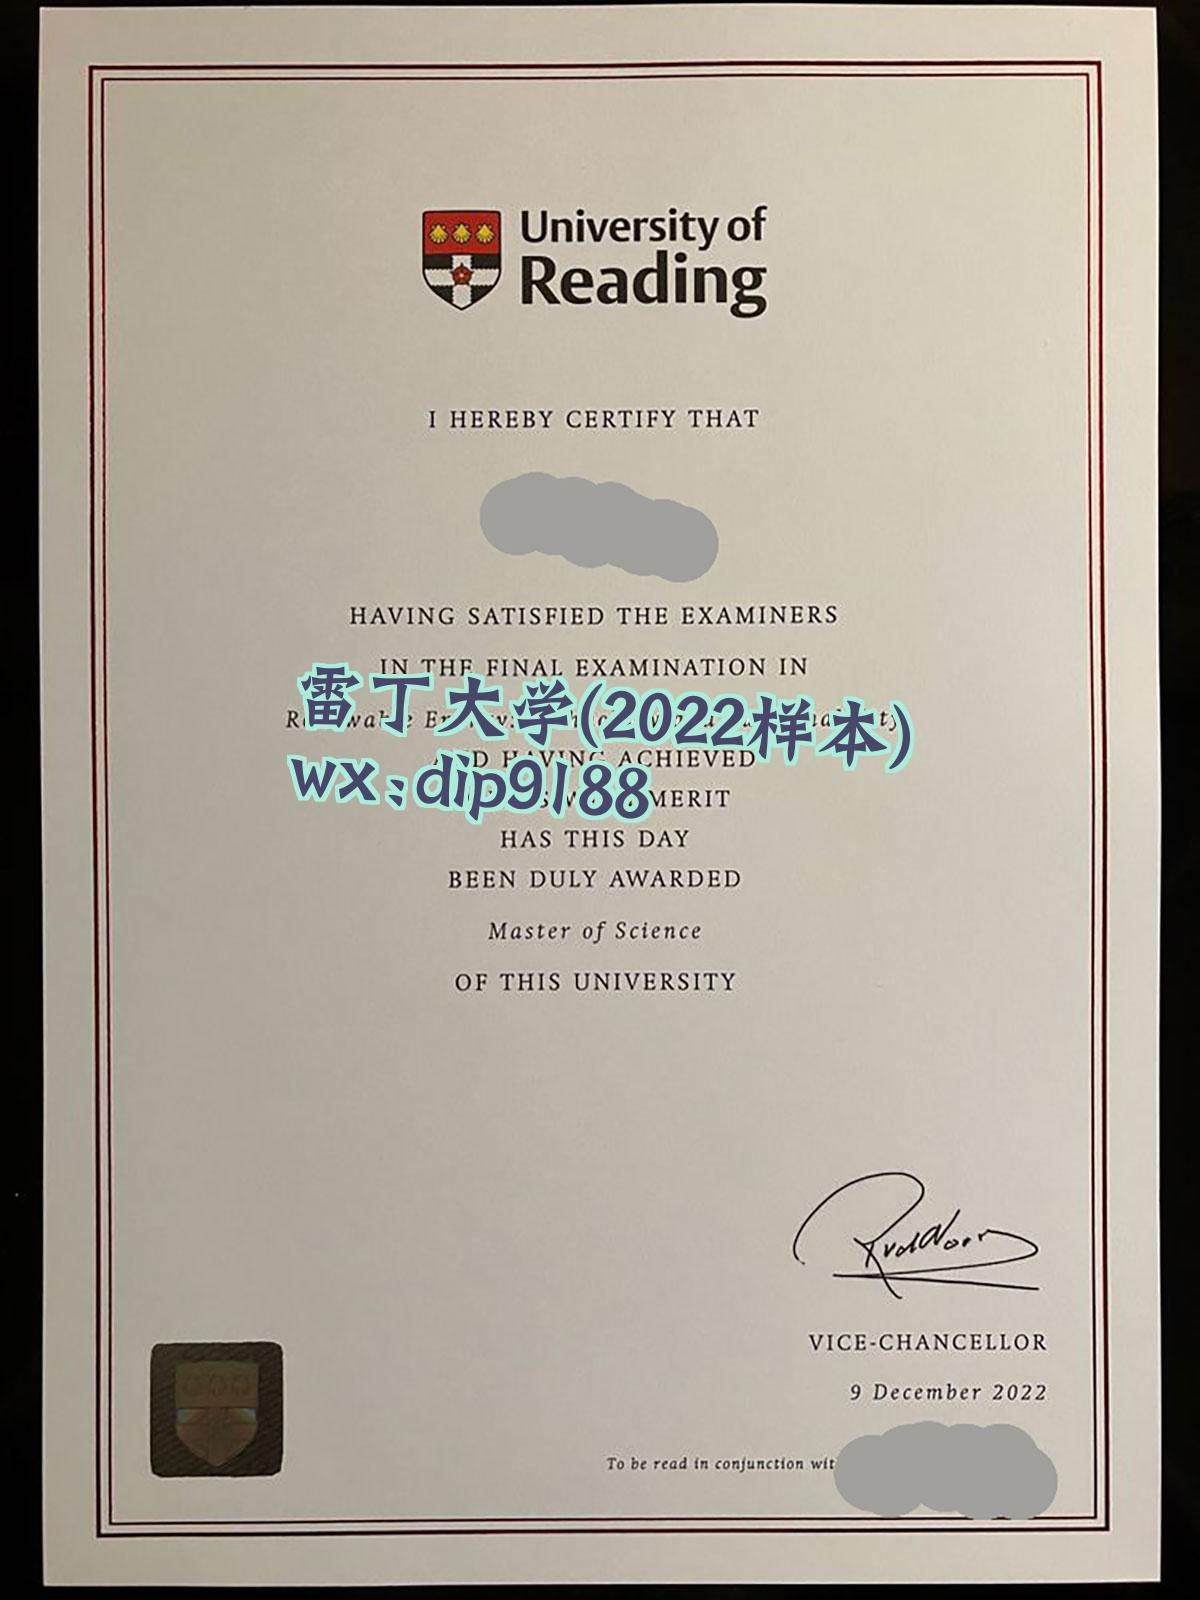 University of
Reading
I HEREBY CERTIFY THAT
HAVING SATISFIED THE EXAMINERS
IN THE FINAL EXAMINATION IN
雷丁大学(2022样本)
HAVING ACHIEVED
wx:dip9188
MERIT
HAS THIS DAY
BEEN DULY AWARDED
Master of Science
OF THIS UNIVERSITY
VICE-CHANCELLOR
9 December 2022
To be read in conjunction